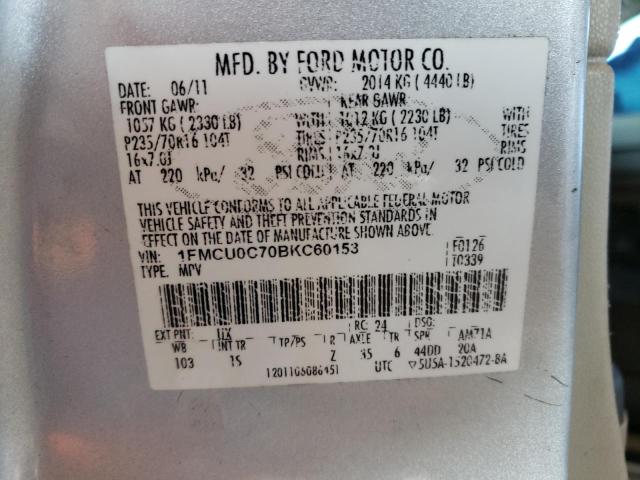 MFD. BY FORD MOTOR CO.
DATE: 06/11 GVWR: 2014 KG (4440 LB)
FRONT GAWR: REAR GAWR:
1057 KG (2330 LB) WITH 1012 KG (2230 LB) WITH
P235/70R16 104T TIRES P235/70R16 104T TIRES
16x7.0J RIMS 16x7.0J RIMS
AT 220 kPa/ 32 PSI COLD AT 220 kPa/ 32 PSI COLD
THIS VEHICLE CONFORMS TO ALL APPLICABLE FEDERAL MOTOR
VEHICLE SAFETY AND THEFT PREVENTION STANDARDS IN
EFFECT ON THE DATE OF MANUFACTURE SHOWN ABOVE.
VIN: 1FMCU0C70BKC60153 F0126
TYPE: MPV T0339
EXT PNT: UX RC: 24 DSO:
WB INT TR TP/PS R AXLE TR SPR AM71A
103 15 Z 35 6 44DD 20A
UTC ▽5U5A-1520472-BA